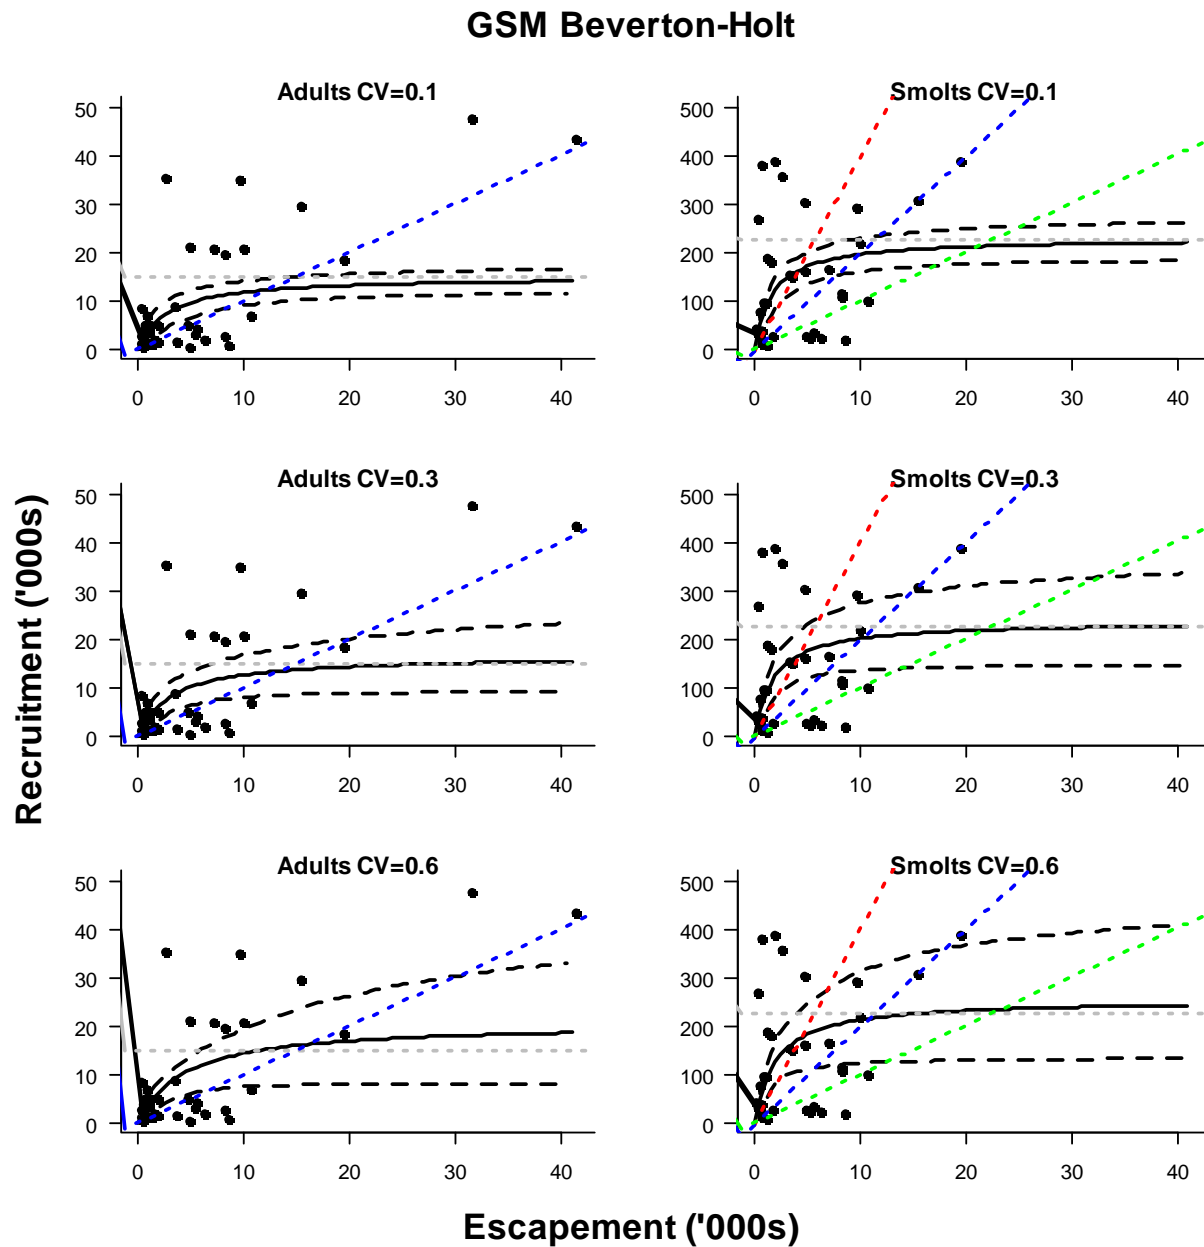 GSM Beverton-Holt
Adults CV=0.1
50
40
30
20
10
0
0 10 20 30 40
Smolts CV=0.1
500
400
300
200
100
0
0 10 20 30 40
Adults CV=0.3
50
40
30
20
10
0
0 10 20 30 40
Smolts CV=0.3
500
400
300
200
100
0
0 10 20 30 40
Adults CV=0.6
50
40
30
20
10
0
0 10 20 30 40
Smolts CV=0.6
500
400
300
200
100
0
0 10 20 30 40
Recruitment ('000s)
Escapement ('000s)